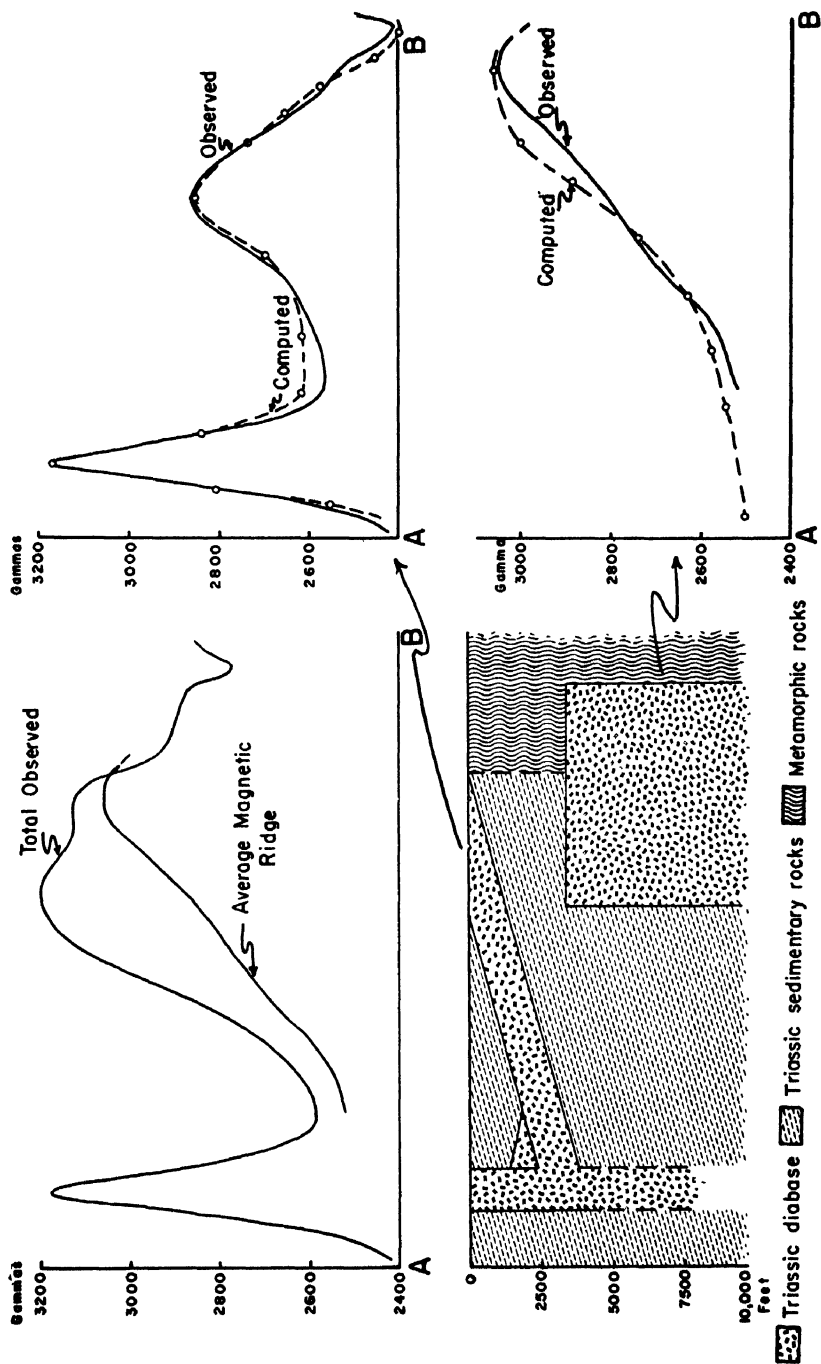 Gammas
3200
3000
2800
2600
2400
Total Observed
Average Magnetic
Ridge
A
B
Gammas
3200
3000
2800
2600
Observed
Computed
A
B
0
2500
5000
7500
10,000
Feet
Gamma
3000
2800
2600
2400
Computed
Observed
A
B
Triassic diabase
Triassic sedimentary rocks
Metamorphic rocks